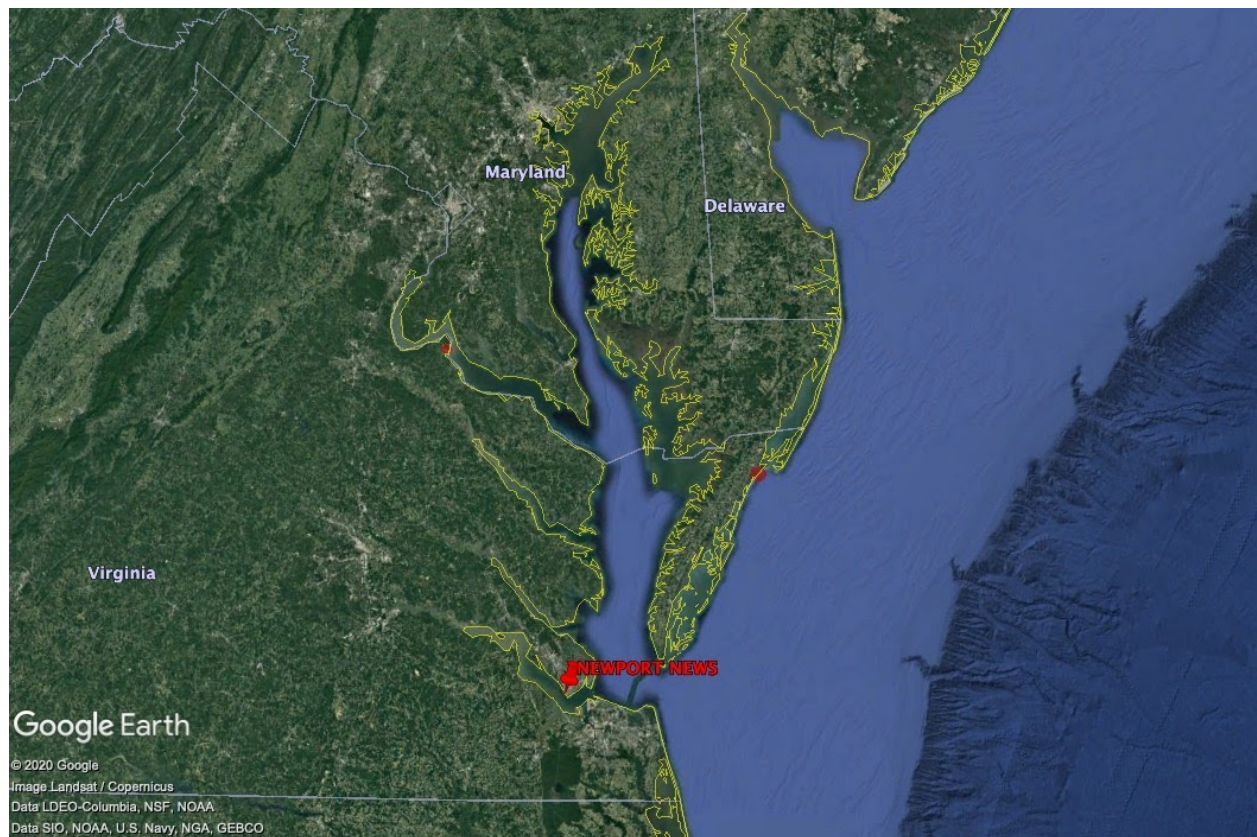 Maryland
Delaware
Virginia
NEWPORT NEWS
Google Earth
© 2020 Google
Image Landsat / Copernicus
Data LDEO-Columbia, NSF, NOAA
Data SIO, NOAA, U.S. Navy, NGA, GEBCO